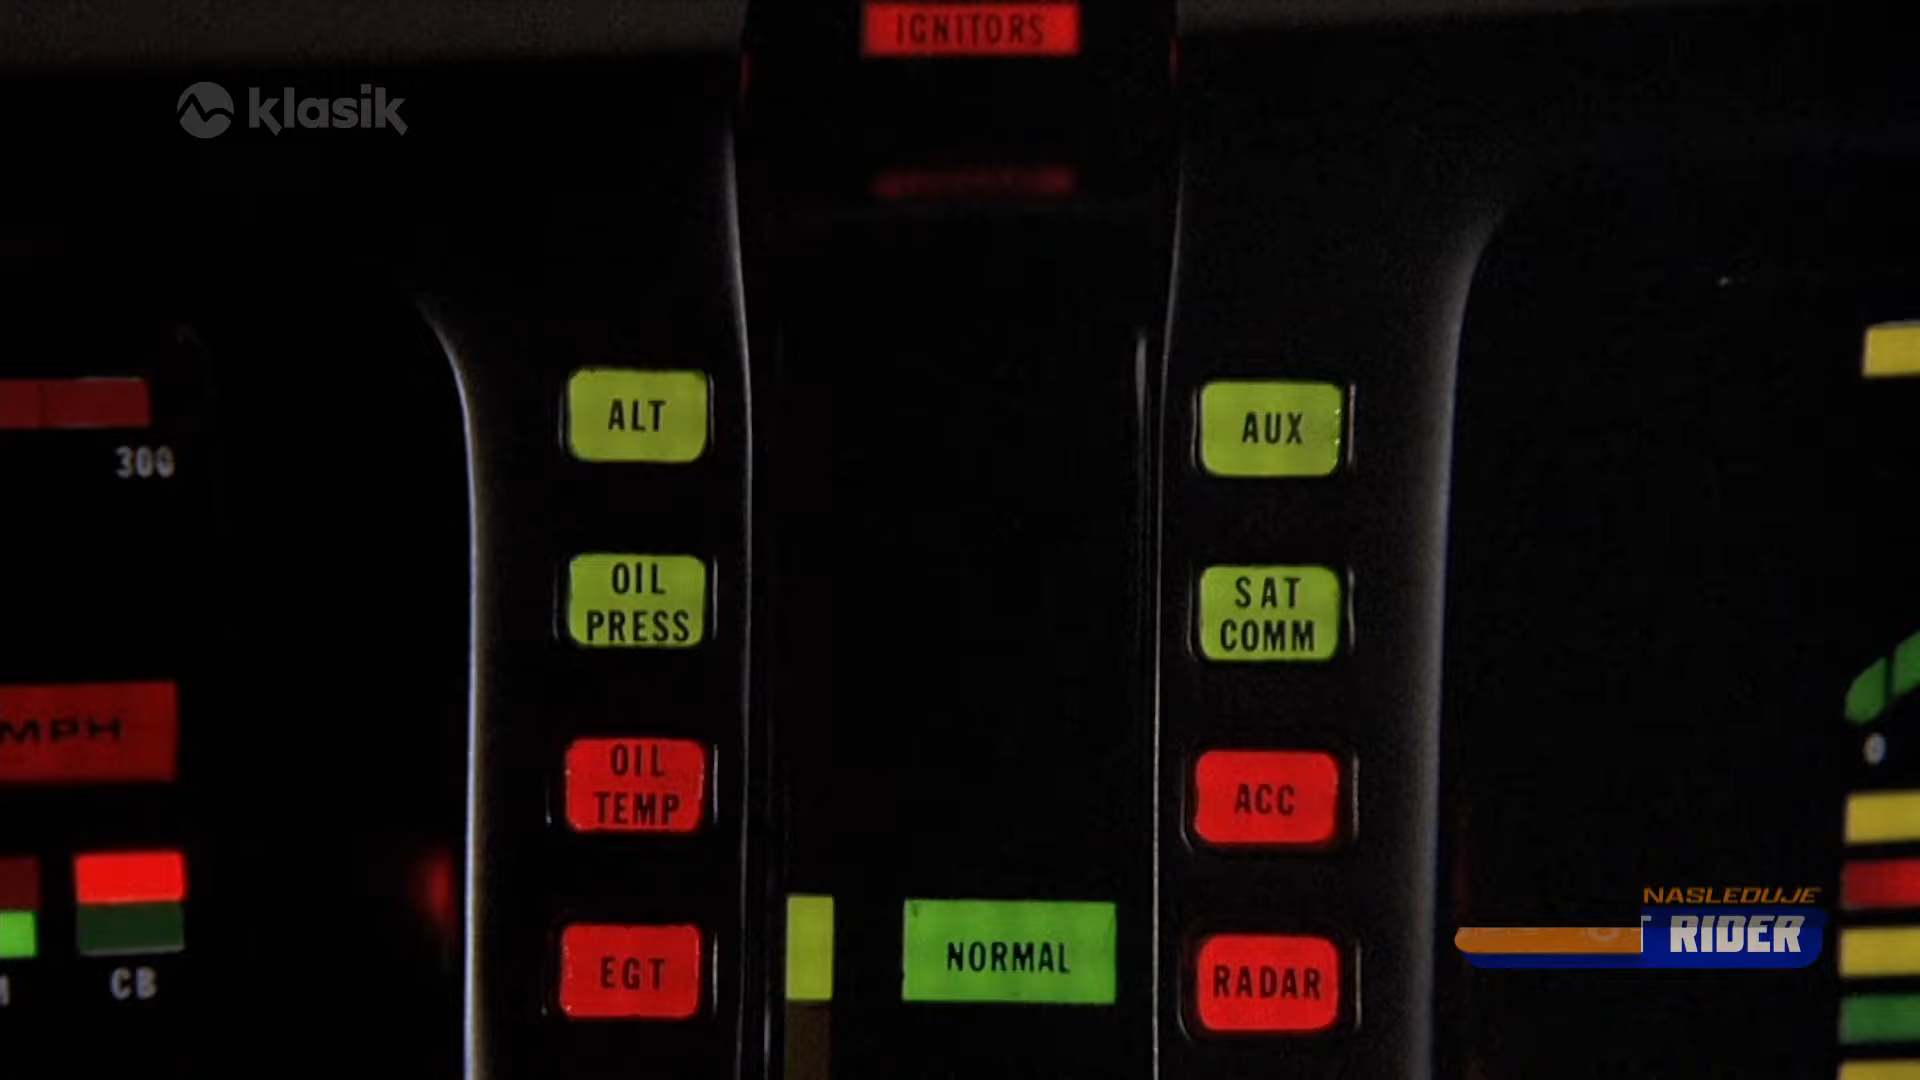 IGNITORS
klasik
ALT
AUX
300
OIL
PRESS
SAT
COMM
MPH
OIL
TEMP
ACC
0
NASLEDUJE
RIDER
EGT
NORMAL
RADAR
CB